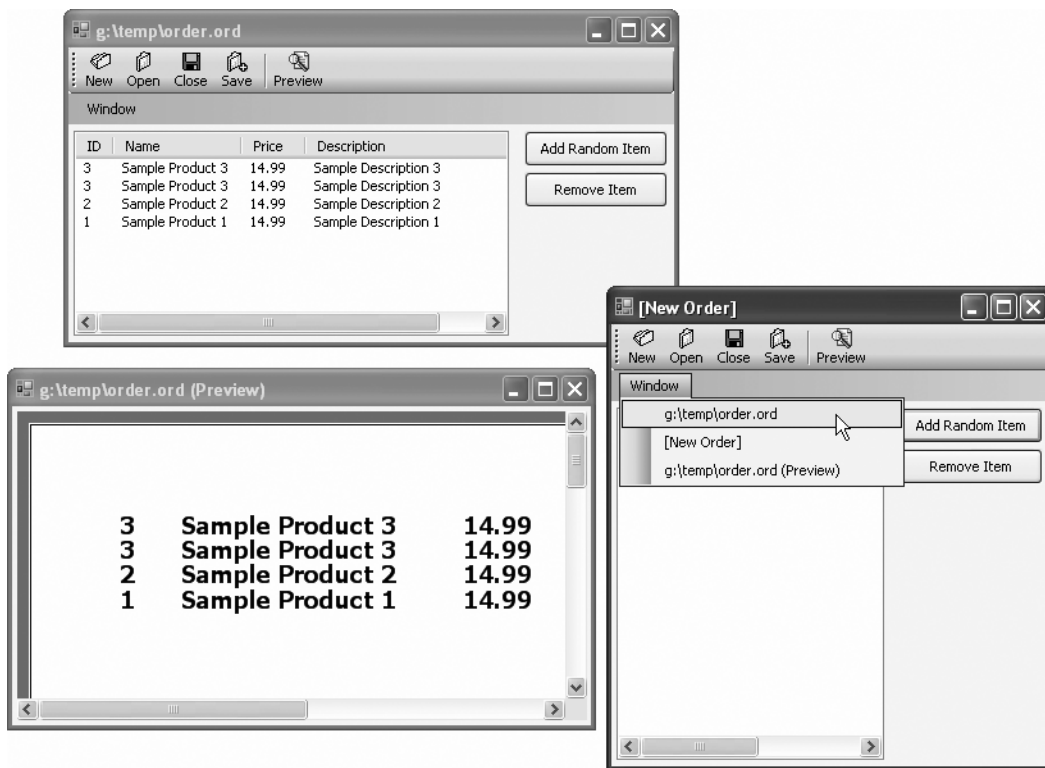 g:\temp\order.ord
New Open Close Save Preview
Window
ID Name Price Description
3 Sample Product 3 14.99 Sample Description 3
3 Sample Product 3 14.99 Sample Description 3
2 Sample Product 2 14.99 Sample Description 2
1 Sample Product 1 14.99 Sample Description 1
Add Random Item
Remove Item
g:\temp\order.ord (Preview)
3 Sample Product 3 14.99
3 Sample Product 3 14.99
2 Sample Product 2 14.99
1 Sample Product 1 14.99
[New Order]
New Open Close Save Preview
Window
g:\temp\order.ord
[New Order]
g:\temp\order.ord (Preview)
Add Random Item
Remove Item